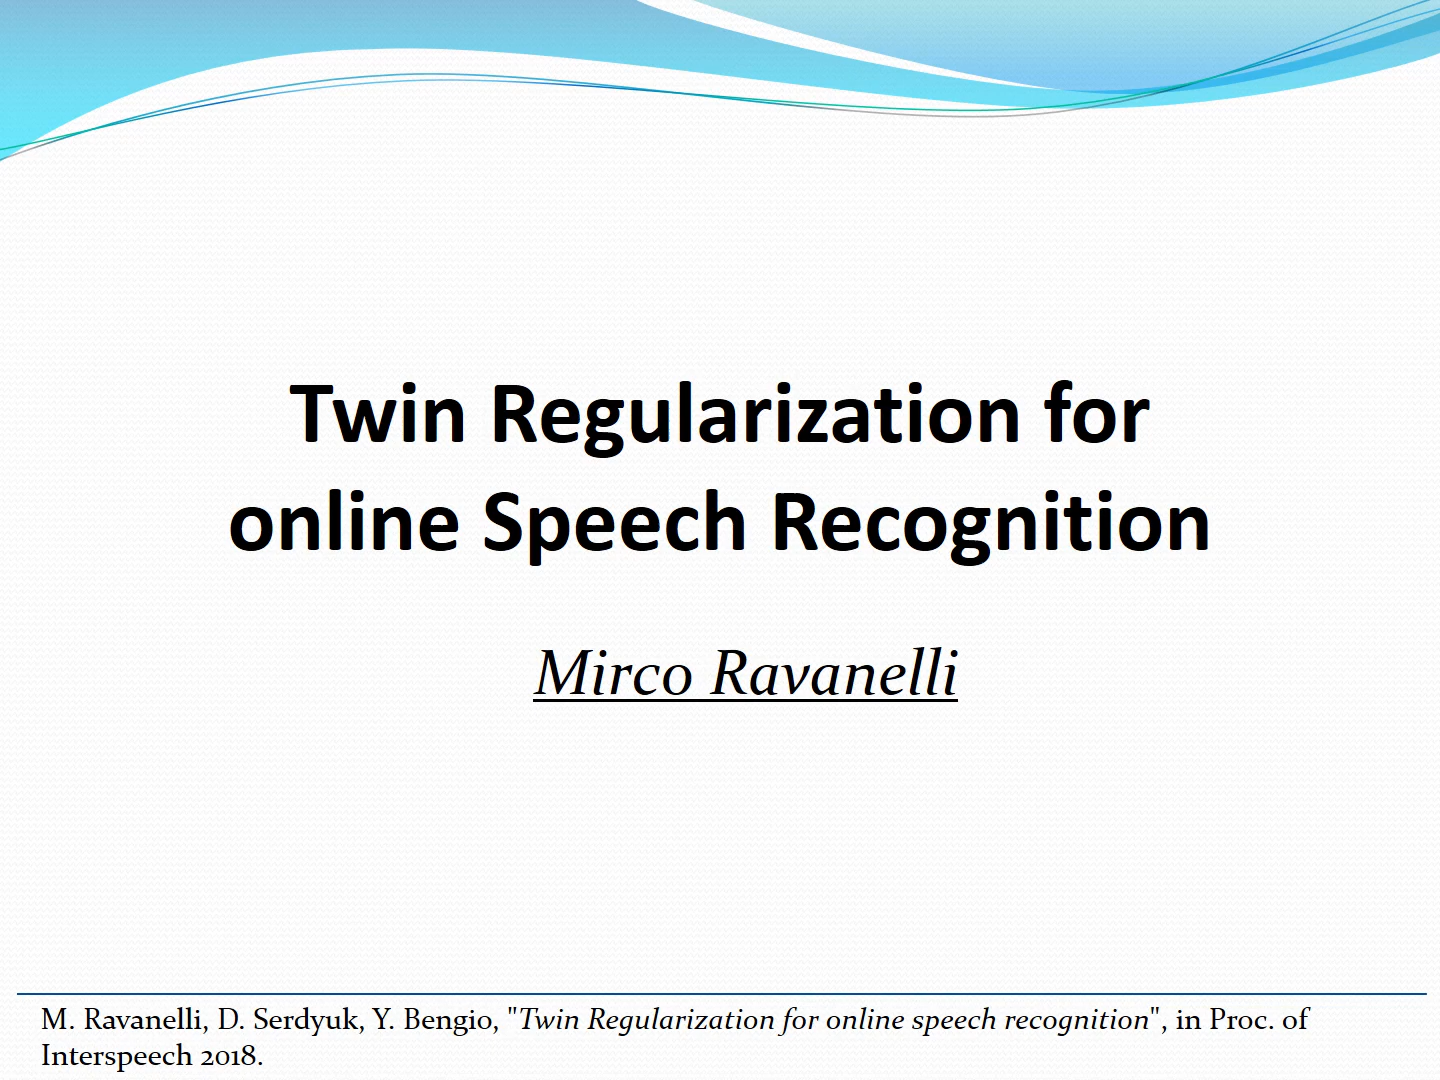 Twin Regularization for
online Speech Recognition
Mirco Ravanelli
M. Ravanelli, D. Serdyuk, Y. Bengio, "Twin Regularization for online speech recognition", in Proc. of
Interspeech 2018.